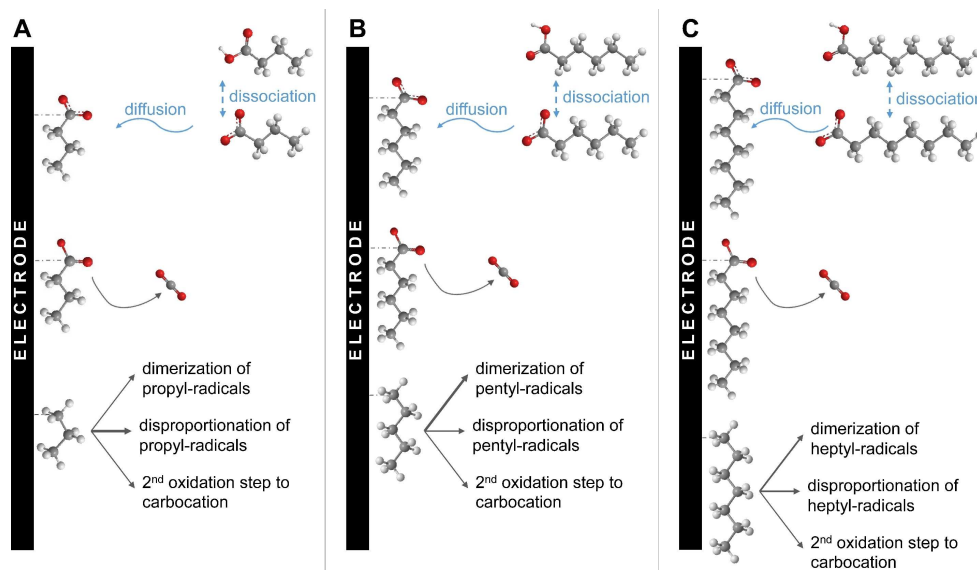 A
ELECTRODE
diffusion
dissociation
dimerization of
propyl-radicals
disproportionation of
propyl-radicals
2nd oxidation step to
carbocation
B
ELECTRODE
diffusion
dissociation
dimerization of
pentyl-radicals
disproportionation of
pentyl-radicals
2nd oxidation step to
carbocation
C
ELECTRODE
diffusion
dissociation
dimerization of
heptyl-radicals
disproportionation of
heptyl-radicals
2nd oxidation step to
carbocation